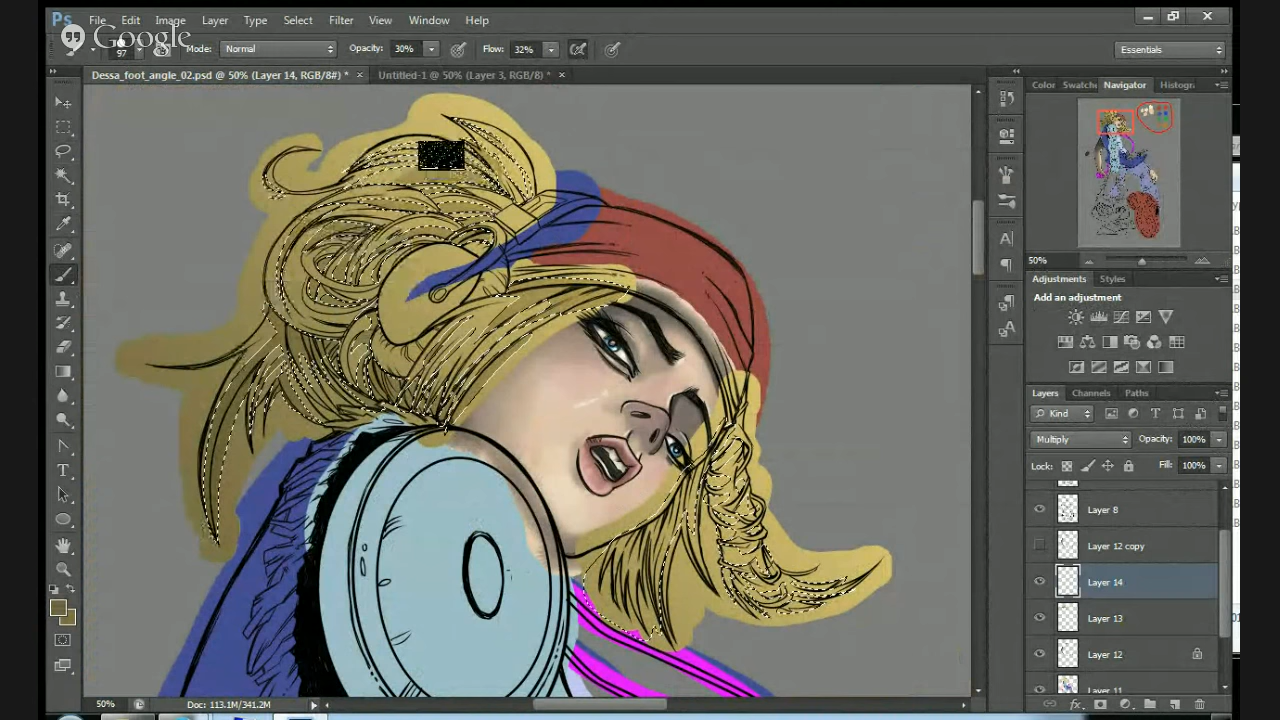 Ps File Edit Image Layer Type Select Filter View Window Help
Google
97 Mode: Normal Opacity: 30% Flow: 32% Essentials
Dessa_foot_angle_02.psd @ 50% (Layer 14, RGB/8#) * × Untitled-1 @ 50% (Layer 3, RGB/8) * ×
Color Swatche Navigator Histogr
50%
Adjustments Styles
Add an adjustment
Layers Channels Paths
Kind
Multiply Opacity: 100%
Lock: Fill: 100%
Layer 8
Layer 12 copy
Layer 14
Layer 13
Layer 12
Layer 11
50% Doc: 113.1M/341.2M